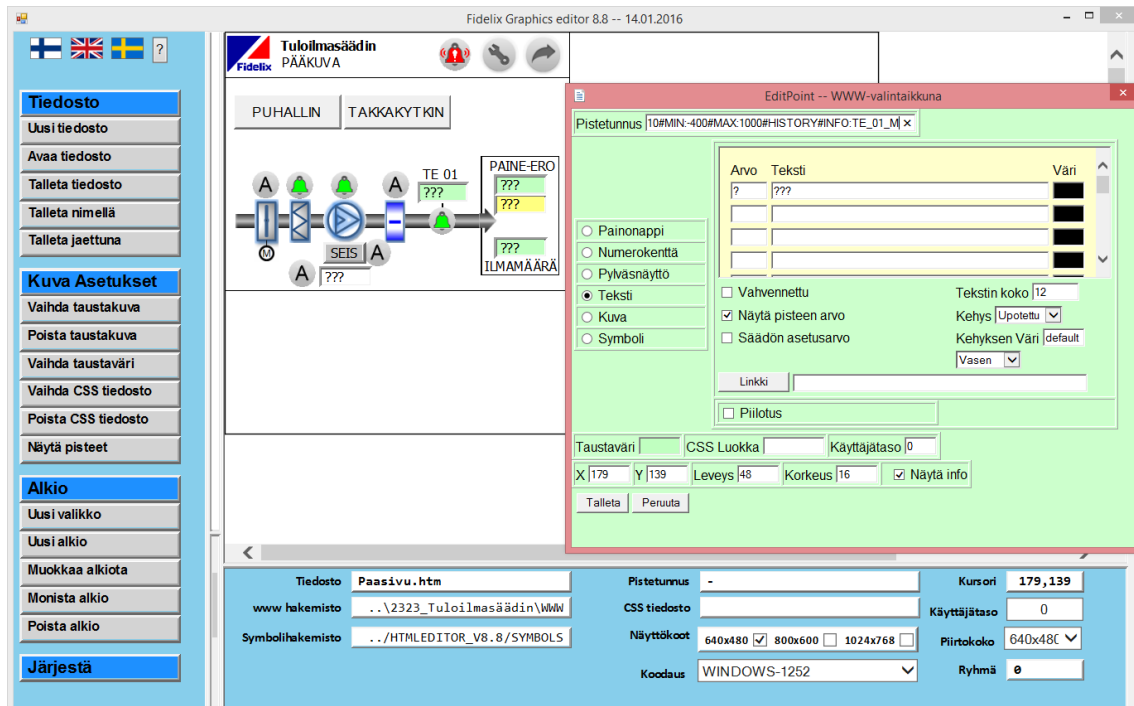 Fidelix Graphics editor 8.8 -- 14.01.2016
?
Tiedosto
Uusi tiedosto
Avaa tiedosto
Talleta tiedosto
Talleta nimellä
Talleta jaettuna
Kuva Asetukset
Vaihda taustakuva
Poista taustakuva
Vaihda taustaväri
Vaihda CSS tiedosto
Poista CSS tiedosto
Näytä pisteet
Alkio
Uusi valikko
Uusi alkio
Muokkaa alkiota
Monista alkio
Poista alkio
Järjestä
Fidelix
Tuloilmasäädin
PÄÄKUVA
PUHALLIN
TAKKAKYTKIN
A
A
TE 01
???
PAINE-ERO
???
???
M
SEIS
A
???
ILMAMÄÄRÄ
A
???
EditPoint -- WWW-valintaikkuna
Pistetunnus 10#MIN:-400#MAX:1000#HISTORY#INFO:TE_01_M
Arvo Teksti Väri
? ???
Painonappi
Numerokenttä
Pylväsnäyttö
Teksti
Kuva
Symboli
Vahvennettu
Tekstin koko 12
Näytä pisteen arvo
Kehys Upotettu
Säädön asetusarvo
Kehyksen Väri default
Vasen
Linkki
Piilotus
Taustaväri CSS Luokka Käyttäjätaso 0
X 179 Y 139 Leveys 48 Korkeus 16 Näytä info
Talleta Peruuta
Tiedosto Paasivu.htm
www hakemisto ..\2323_Tuloilmasäädin\WWW
Symbolihakemisto ../HTMLEDITOR_V8.8/SYMBOLS
Pistetunnus -
CSS tiedosto
Näyttökoot 640x480 800x600 1024x768
Koodaus WINDOWS-1252
Kursori 179,139
Käyttäjätaso 0
Piirtokoko 640x480
Ryhmä 0